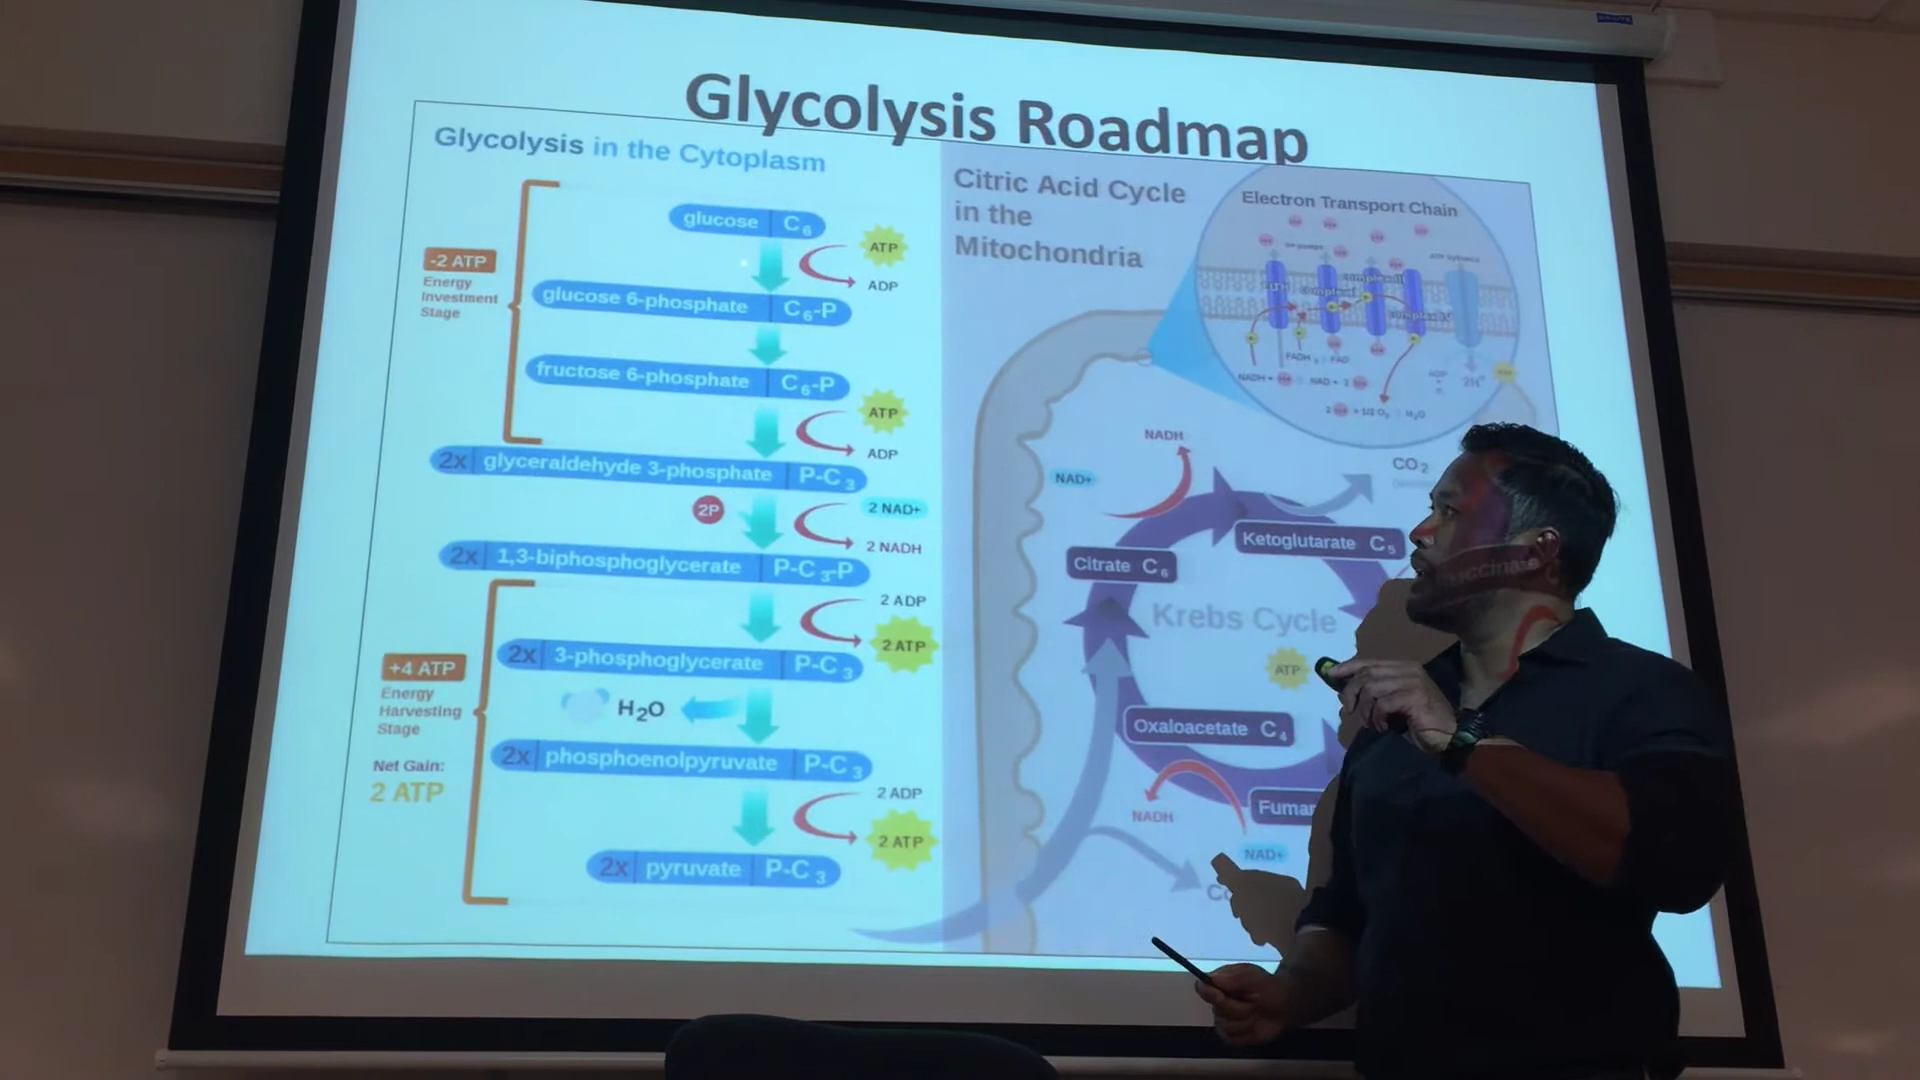 Glycolysis Roadmap
Glycolysis in the Cytoplasm
glucose C6
ATP
ADP
-2 ATP
Energy
Investment
Stage
glucose 6-phosphate C6-P
fructose 6-phosphate C6-P
ATP
ADP
2x glyceraldehyde 3-phosphate P-C3
2P
2 NAD+
2 NADH
2x 1,3-biphosphoglycerate P-C3-P
2 ADP
2 ATP
2x 3-phosphoglycerate P-C3
+4 ATP
Energy
Harvesting
Stage
H2O
2x phosphoenolpyruvate P-C3
Net Gain:
2 ATP
2 ADP
2 ATP
2x pyruvate P-C3
Citric Acid Cycle
in the
Mitochondria
Electron Transport Chain
NADH
NAD+
CO2
Citrate C6
Ketoglutarate C5
Krebs Cycle
ATP
Oxaloacetate C4
NADH
Fumar
NAD+